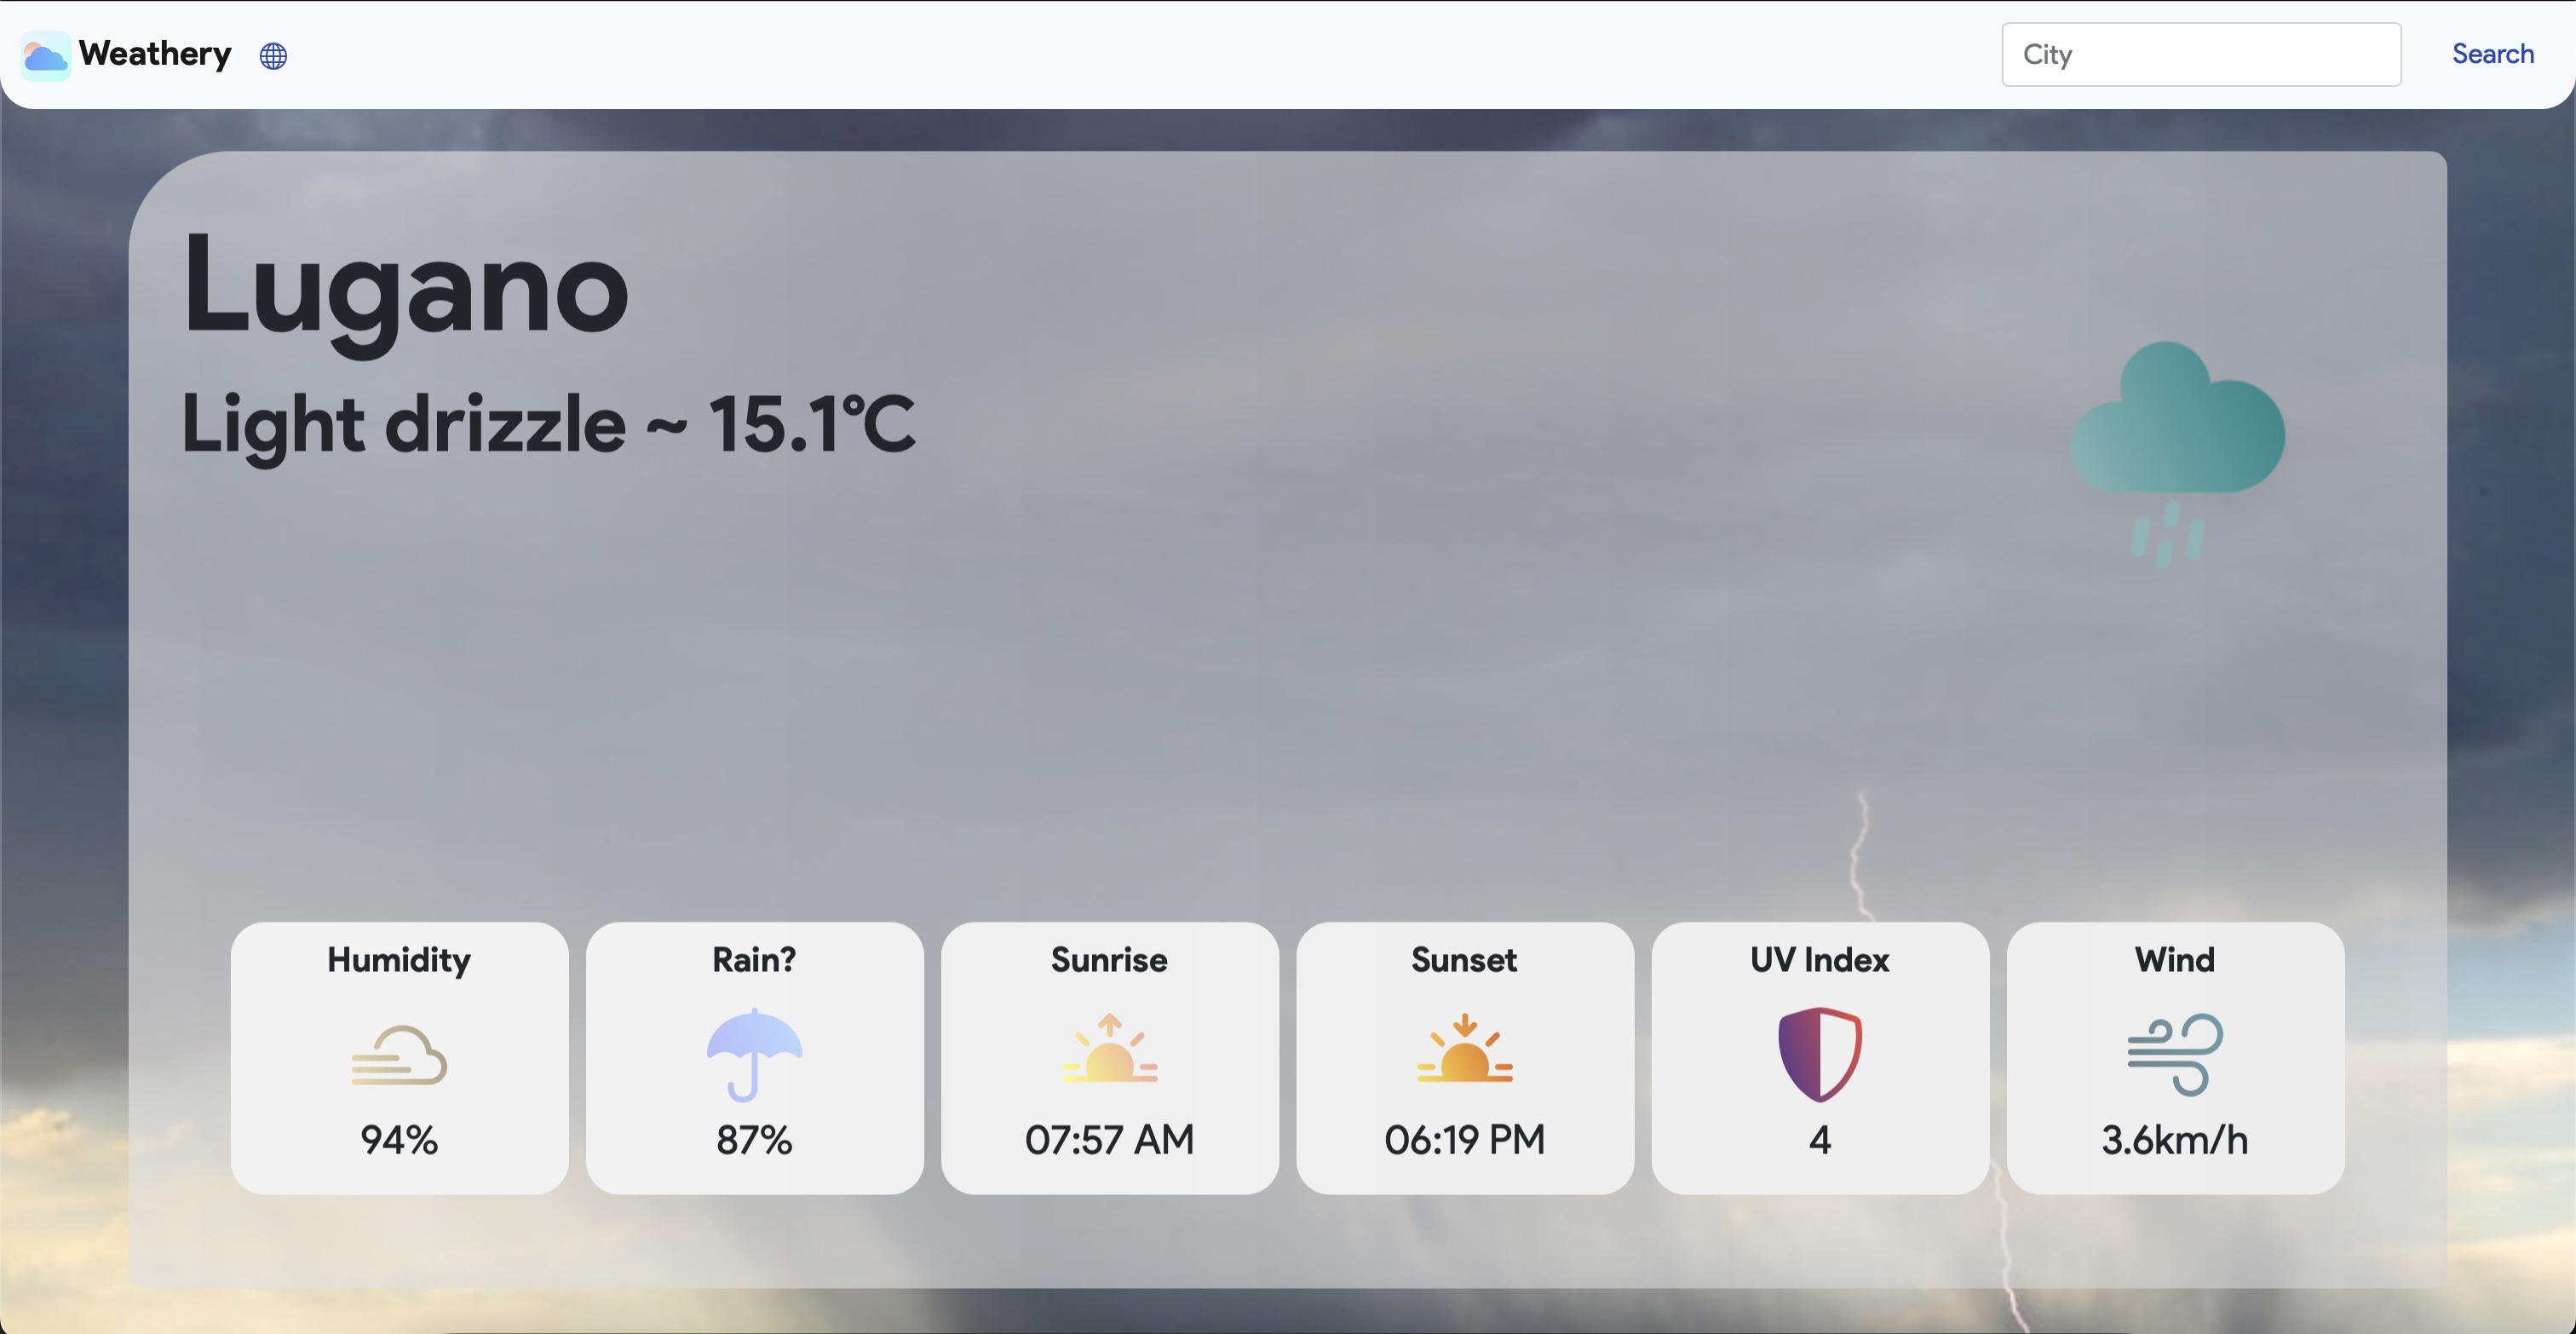 Weathery
City
Search
Lugano
Light drizzle ~ 15.1°C
Humidity
94%
Rain?
87%
Sunrise
07:57 AM
Sunset
06:19 PM
UV Index
4
Wind
3.6km/h